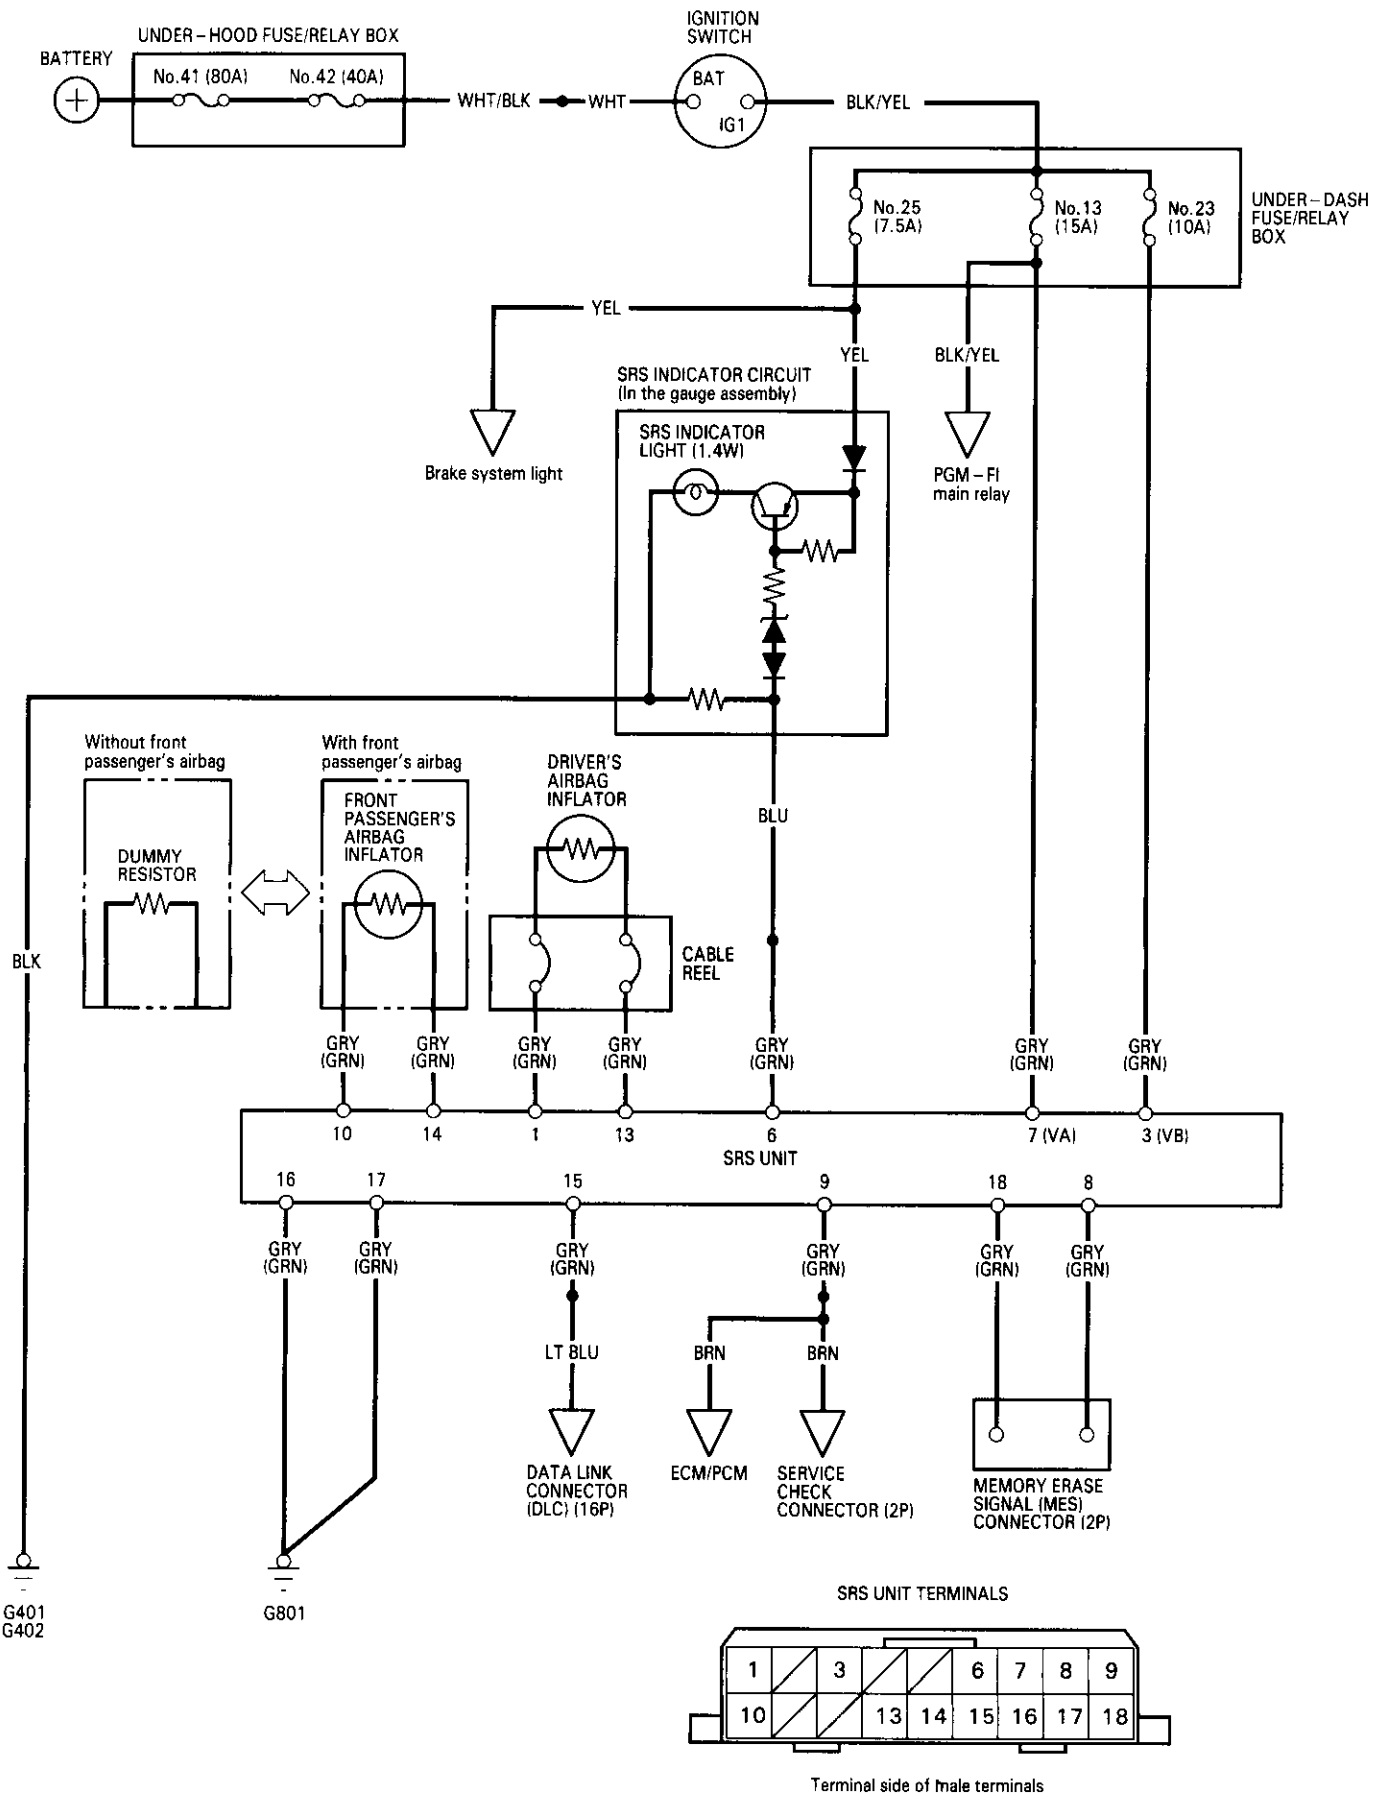 IGNITION
SWITCH
UNDER–HOOD FUSE/RELAY BOX
BATTERY
No.41 (80A)
No.42 (40A)
BAT
WHT/BLK
WHT
BLK/YEL
IG1
No.25
(7.5A)
No.13
(15A)
No.23
(10A)
UNDER–DASH
FUSE/RELAY
BOX
YEL
YEL
BLK/YEL
SRS INDICATOR CIRCUIT
(In the gauge assembly)
SRS INDICATOR
LIGHT (1.4W)
Brake system light
PGM–FI
main relay
Without front
passenger's airbag
With front
passenger's airbag
DRIVER'S
AIRBAG
INFLATOR
FRONT
PASSENGER'S
AIRBAG
INFLATOR
DUMMY
RESISTOR
BLU
BLK
CABLE
REEL
GRY
(GRN)
GRY
(GRN)
GRY
(GRN)
GRY
(GRN)
GRY
(GRN)
GRY
(GRN)
GRY
(GRN)
10
14
1
13
6
7 (VA)
3 (VB)
SRS UNIT
16
17
15
9
18
8
GRY
(GRN)
GRY
(GRN)
GRY
(GRN)
GRY
(GRN)
GRY
(GRN)
GRY
(GRN)
LT BLU
BRN
BRN
DATA LINK
CONNECTOR
(DLC) (16P)
ECM/PCM
SERVICE
CHECK
CONNECTOR (2P)
MEMORY ERASE
SIGNAL (MES)
CONNECTOR (2P)
G401
G402
G801
SRS UNIT TERMINALS
1 3 6 7 8 9
10 13 14 15 16 17 18
Terminal side of male terminals